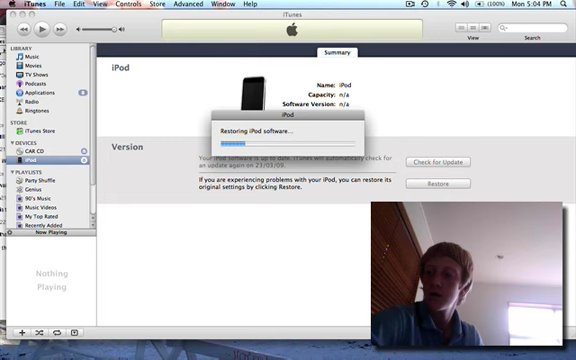 iTunes File Edit View Controls Store Advanced Window Help
(100%) Mon 5:04 PM
iTunes
View
Search
LIBRARY
Music
Movies
TV Shows
Podcasts
Applications
Radio
Ringtones
STORE
iTunes Store
DEVICES
CAR CD
iPod
PLAYLISTS
Party Shuffle
Genius
90's Music
Music Videos
My Top Rated
Recently Added
Now Playing
Nothing
Playing
Summary
iPod
Name: iPod
Capacity: n/a
Software Version: n/a
iPod
Restoring iPod software...
Version
Your iPod software is up to date. iTunes will automatically check for
an update again on 23/03/09.
Check for Update
If you are experiencing problems with your iPod, you can restore its
original settings by clicking Restore.
Restore